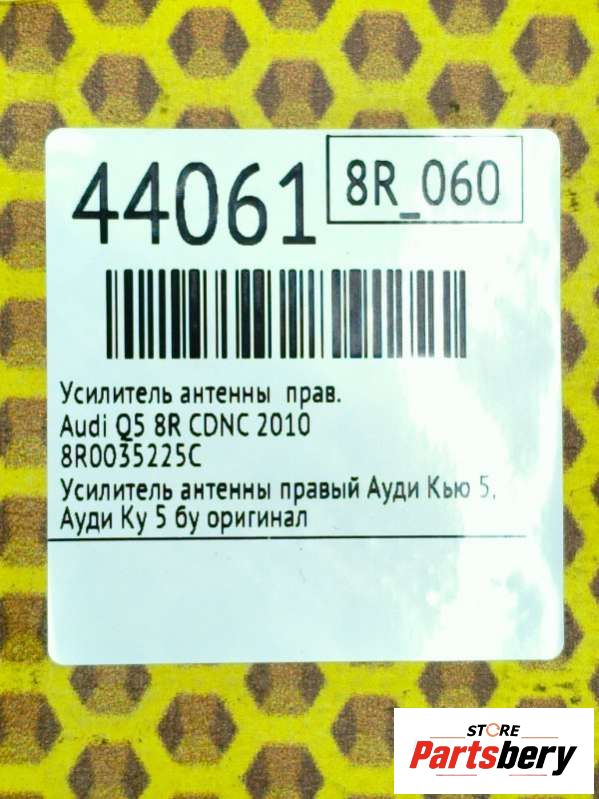 44061
8R_060
Усилитель антенны прав.
Audi Q5 8R CDNC 2010
8R0035225C
Усилитель антенны правый Ауди Кью 5,
Ауди Ку 5 бу оригинал
STORE
Partsbery